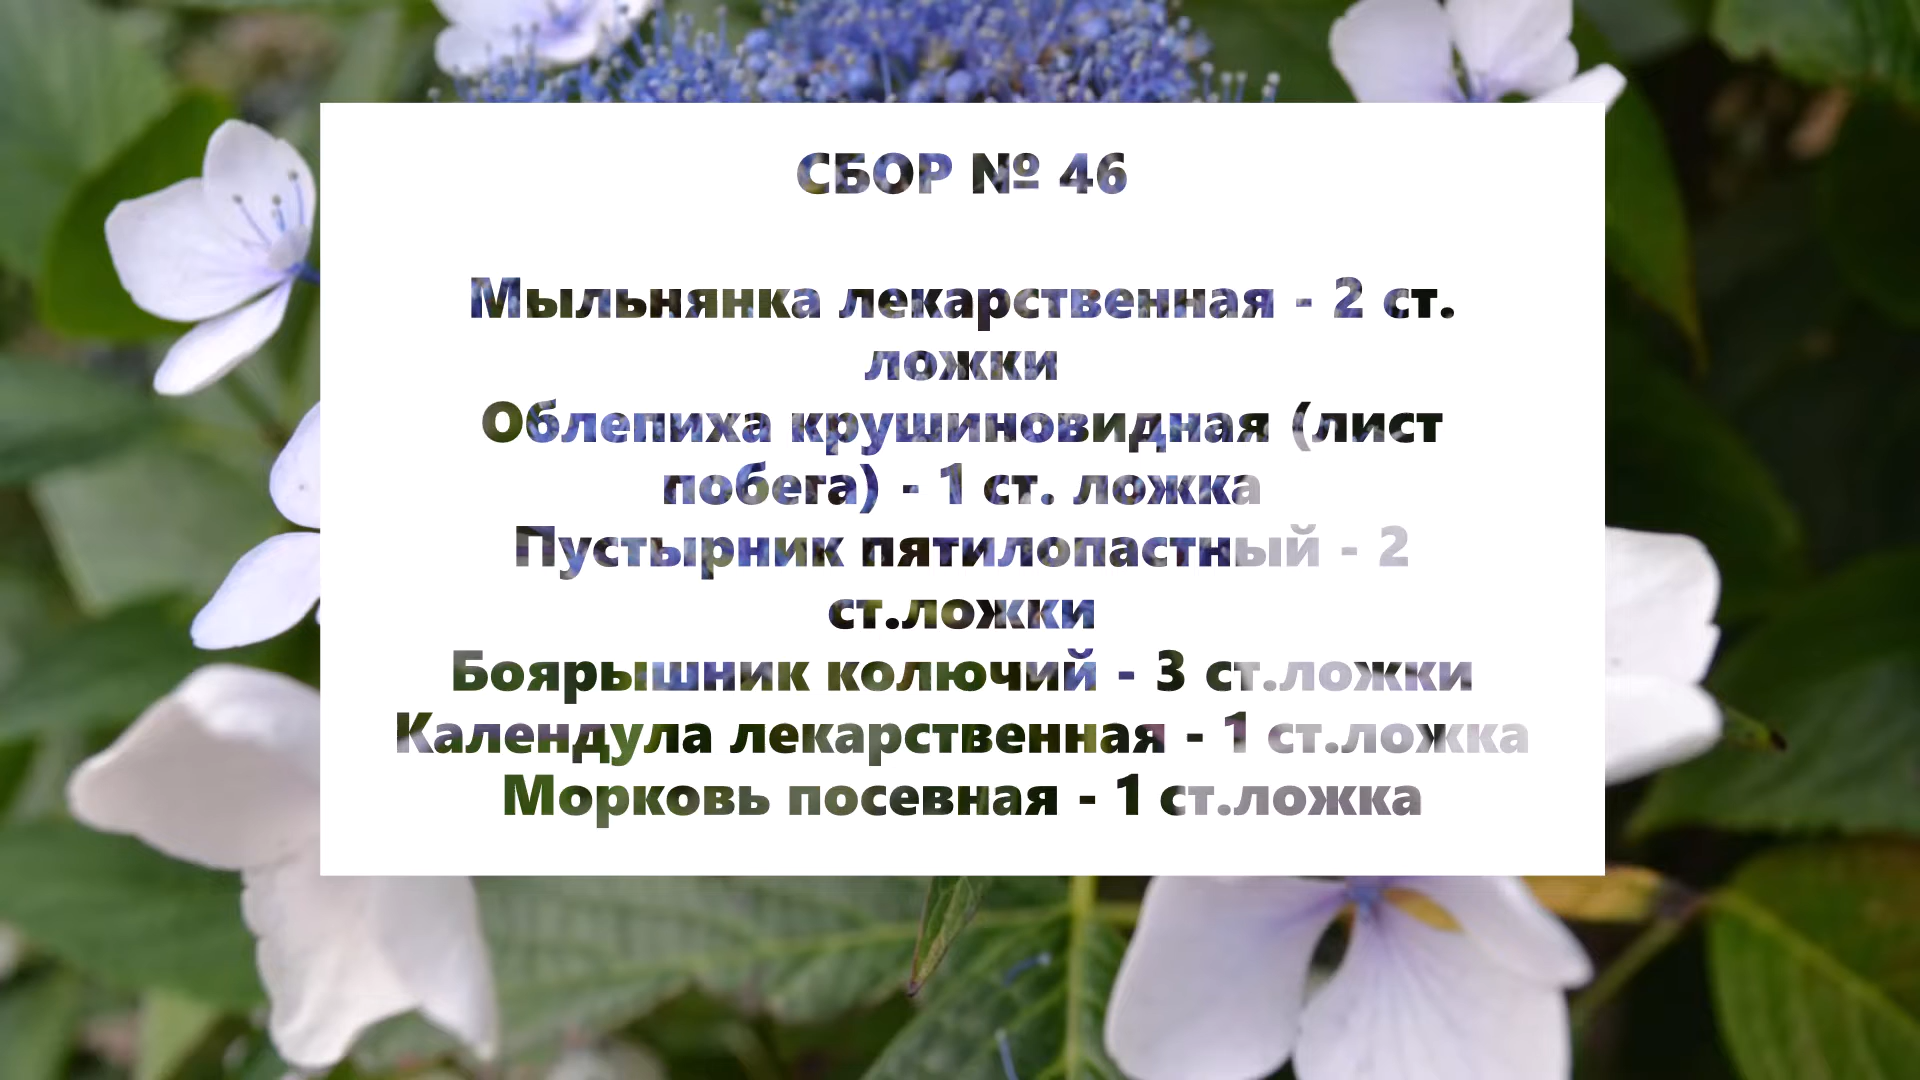 СБОР № 46
Мыльнянка лекарственная - 2 ст.
ложки
Облепиха крушиновидная (лист
побега) - 1 ст. ложка
Пустырник пятилопастный - 2
ст.ложки
Боярышник колючий - 3 ст.ложки
Календула лекарственная - 1 ст.ложка
Морковь посевная - 1 ст.ложка